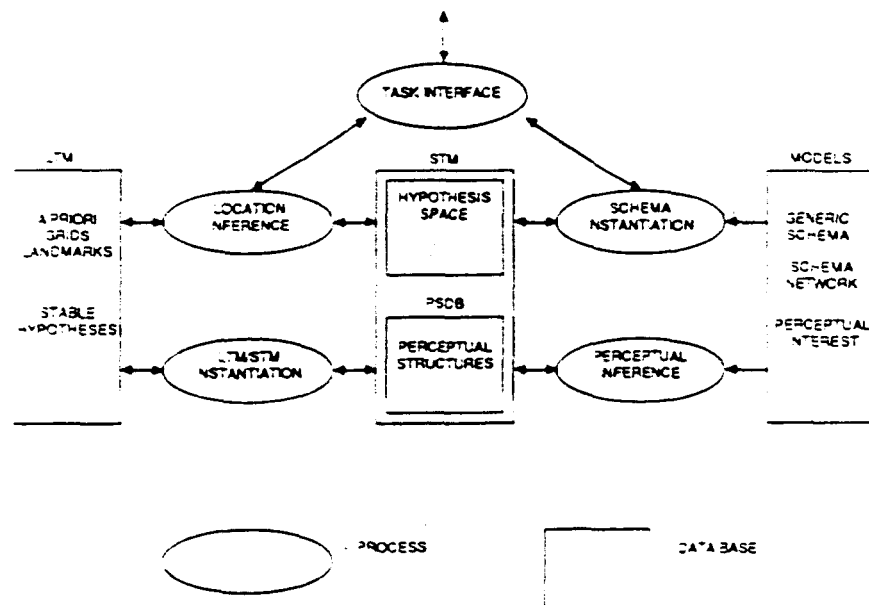 TASK INTERFACE
LTM
STM
MODELS
A PRIORI
GRIDS
LANDMARKS
STABLE
HYPOTHESES
LOCATION
INFERENCE
HYPOTHESIS
SPACE
SCHEMA
INSTANTIATION
GENERIC
SCHEMA
SCHEMA
NETWORK
PERCEPTUAL
INTEREST
LTM/STM
INSTANTIATION
PSDB
PERCEPTUAL
STRUCTURES
PERCEPTUAL
INFERENCE
PROCESS
DATA BASE